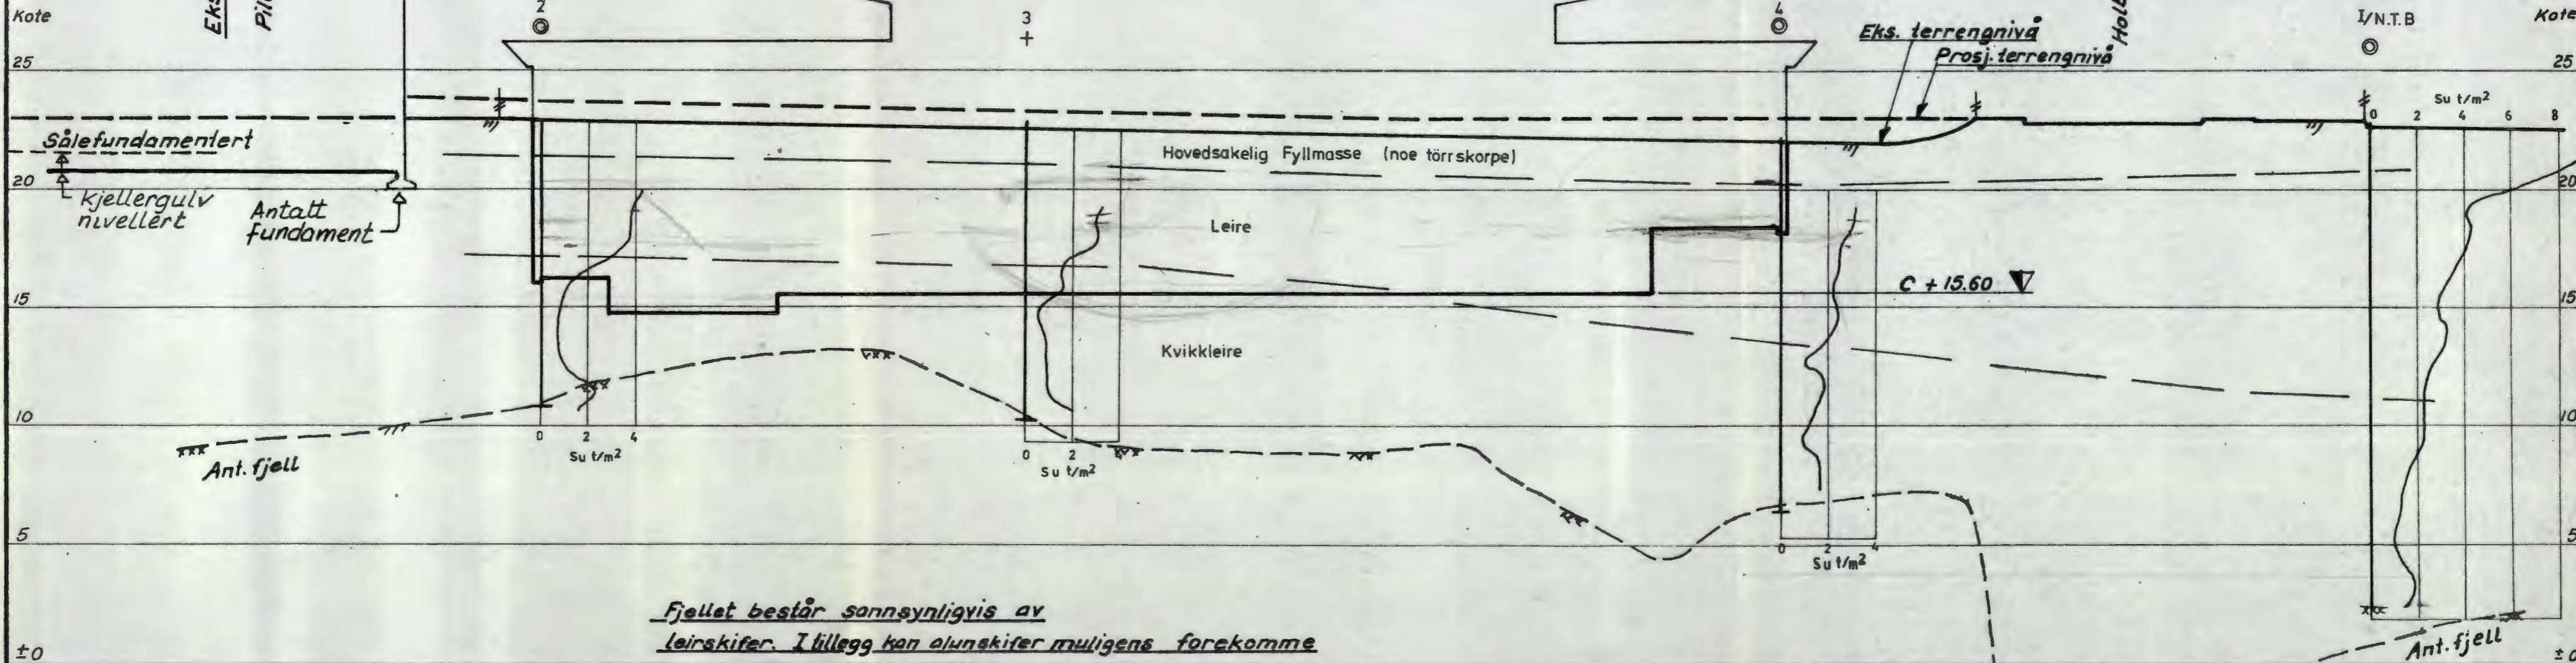 Kote
Eks
2
3
4
I/N.T.B
Kote
Eks. terrengnivå
Prosj. terrengnivå
25
25
Su t/m²
0 2 4 6 8
Sålefundamentert
Hovedsakelig Fyllmasse (noe törrskorpe)
20
20
kjellergulv
nivellert
Antatt
fundament
Leire
C + 15.60
15
15
Kvikkleire
10
10
0 2 4
Su t/m²
Ant. fjell
0 2
Su t/m²
5
5
0 2 4
Su t/m²
Fjellet består sannsynligvis av
leirskifer. I tillegg kan alunskifer muligens forekomme
Ant. fjell
±0
±0